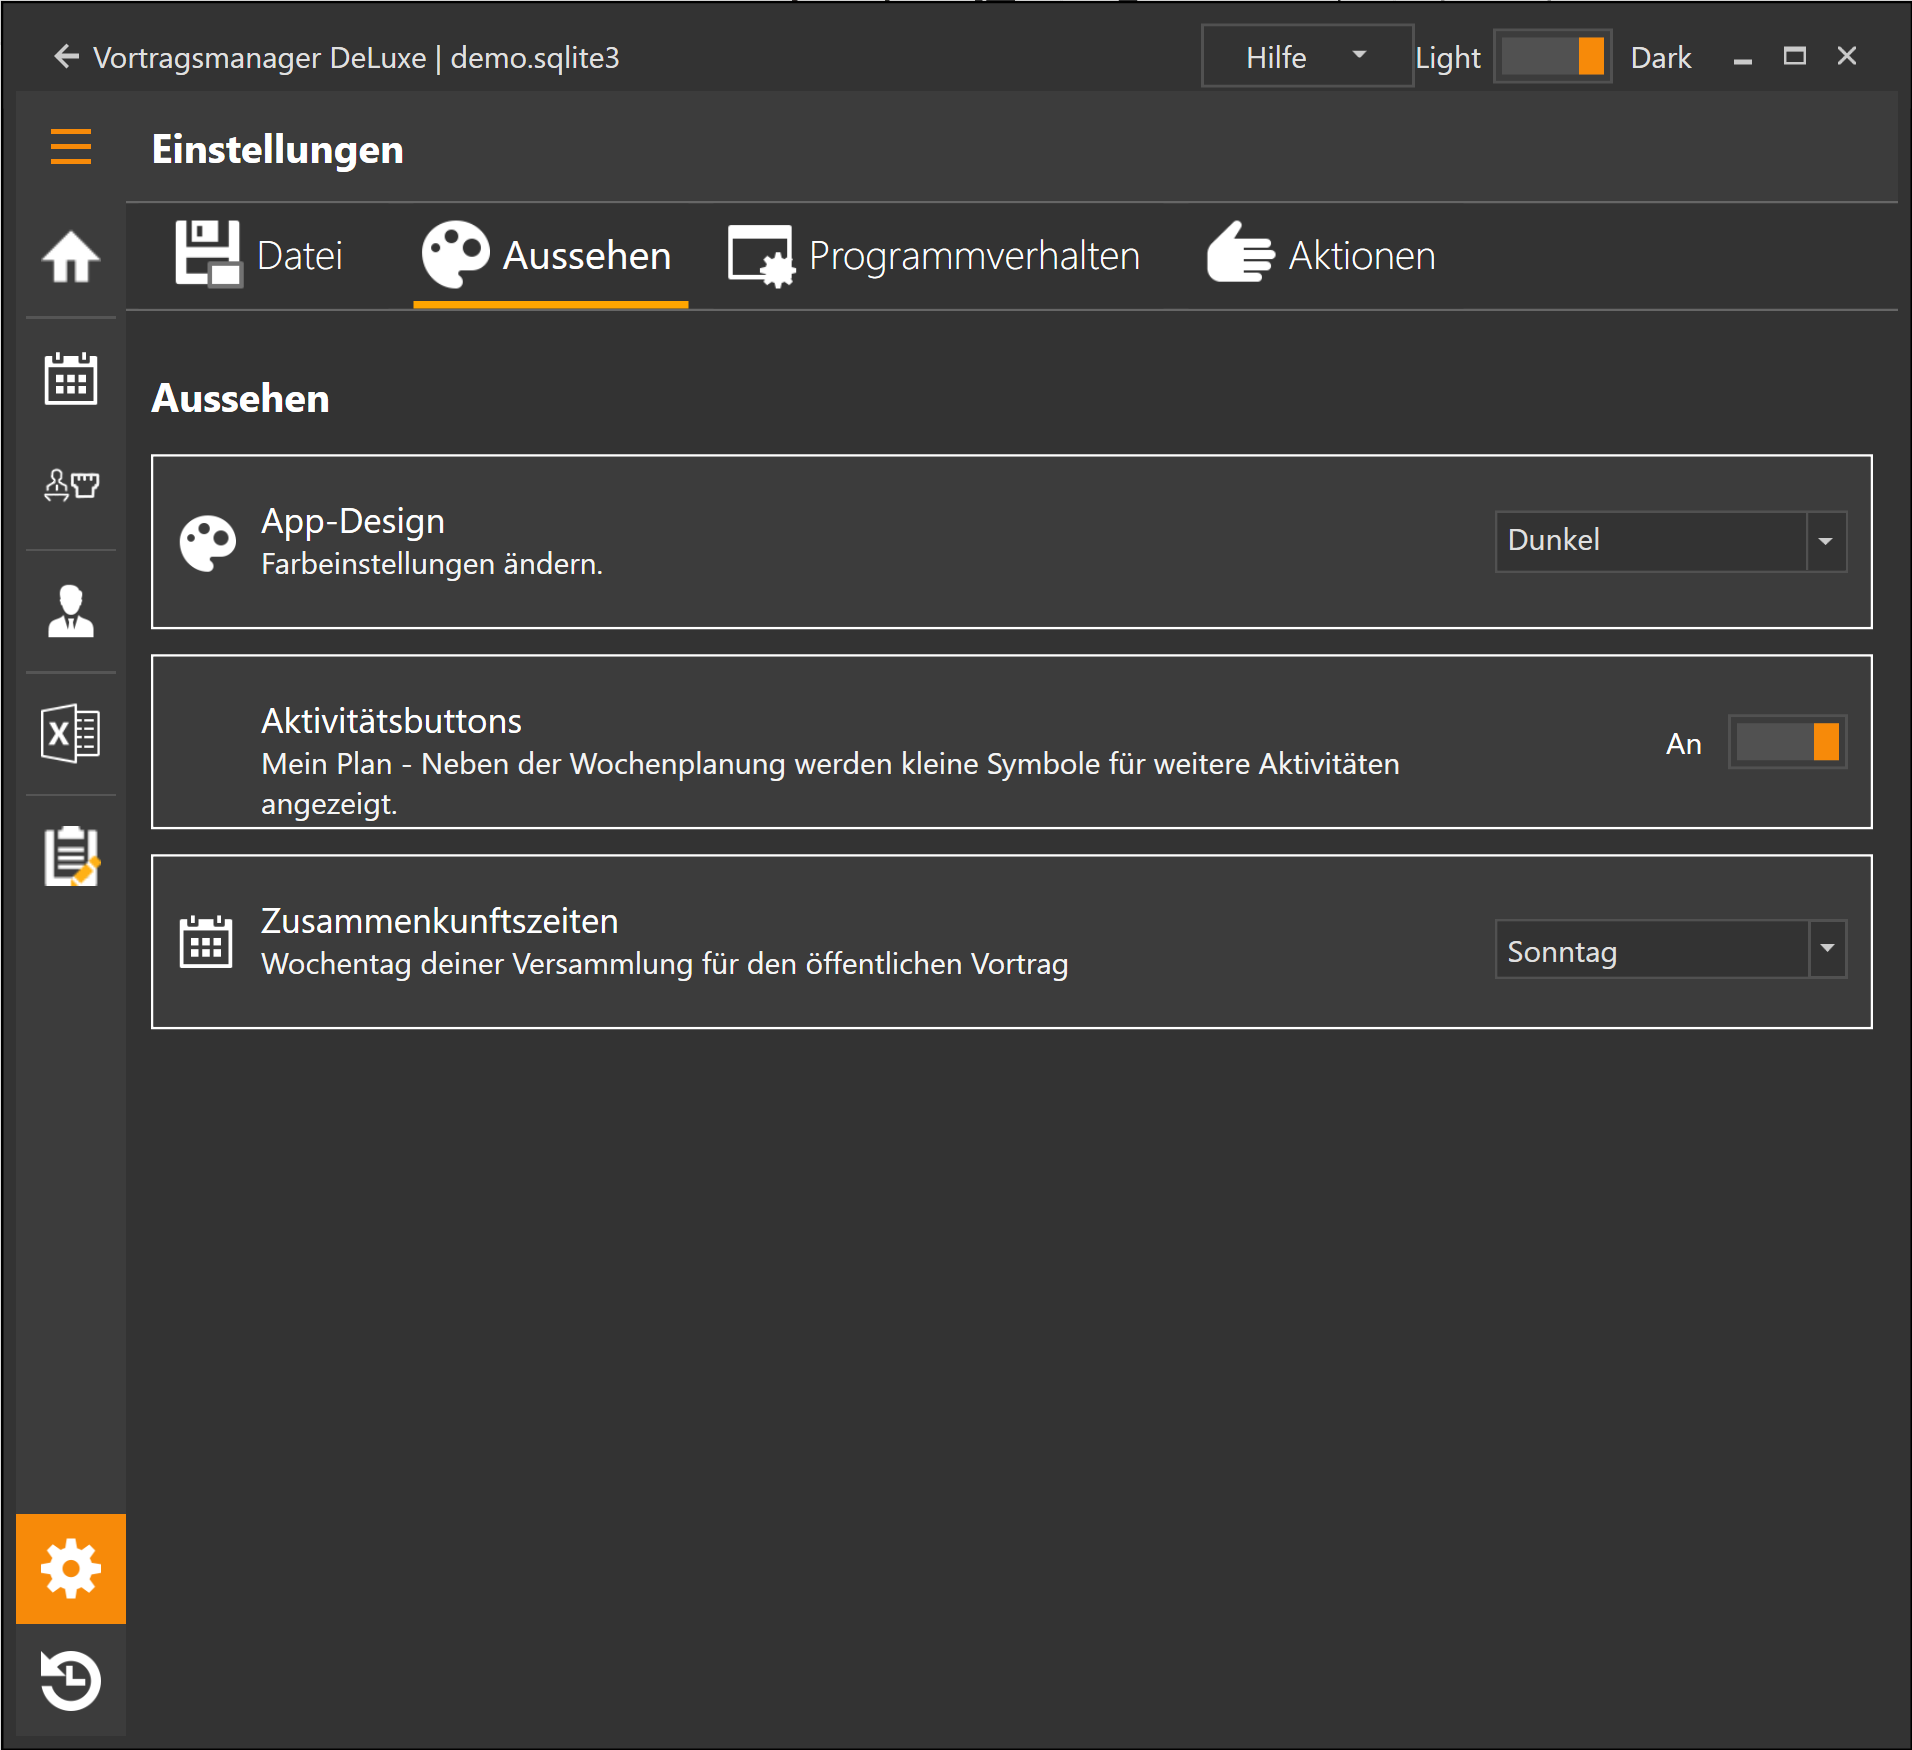 Vortragsmanager DeLuxe | demo.sqlite3
Hilfe
Light
Dark
Einstellungen
Datei
Aussehen
Programmverhalten
Aktionen
Aussehen
App-Design
Farbeinstellungen ändern.
Dunkel
Aktivitätsbuttons
Mein Plan - Neben der Wochenplanung werden kleine Symbole für weitere Aktivitäten
angezeigt.
An
Zusammenkunftszeiten
Wochentag deiner Versammlung für den öffentlichen Vortrag
Sonntag